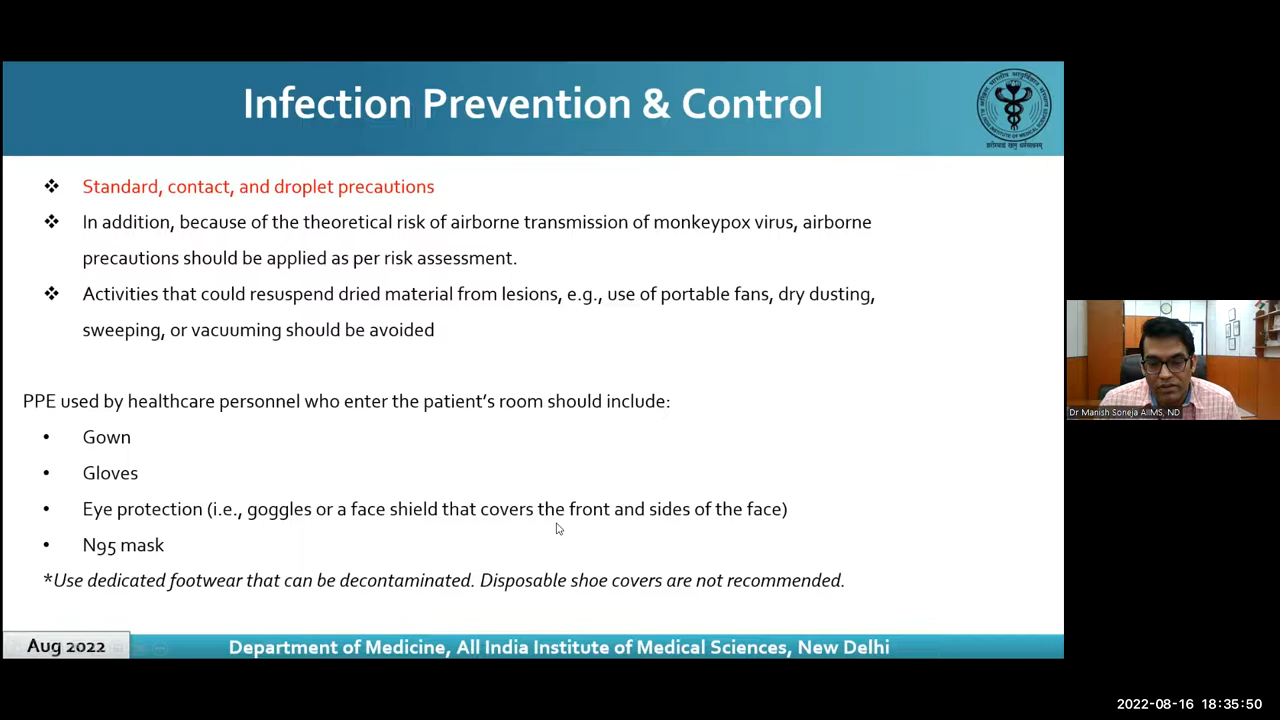 Infection Prevention & Control
❖ Standard, contact, and droplet precautions
❖ In addition, because of the theoretical risk of airborne transmission of monkeypox virus, airborne
precautions should be applied as per risk assessment.
❖ Activities that could resuspend dried material from lesions, e.g., use of portable fans, dry dusting,
sweeping, or vacuuming should be avoided
PPE used by healthcare personnel who enter the patient's room should include:
• Gown
• Gloves
• Eye protection (i.e., goggles or a face shield that covers the front and sides of the face)
• N95 mask
*Use dedicated footwear that can be decontaminated. Disposable shoe covers are not recommended.
Aug 2022
Department of Medicine, All India Institute of Medical Sciences, New Delhi
Dr Manish Soneja AIIMS, ND
2022-08-16 18:35:50